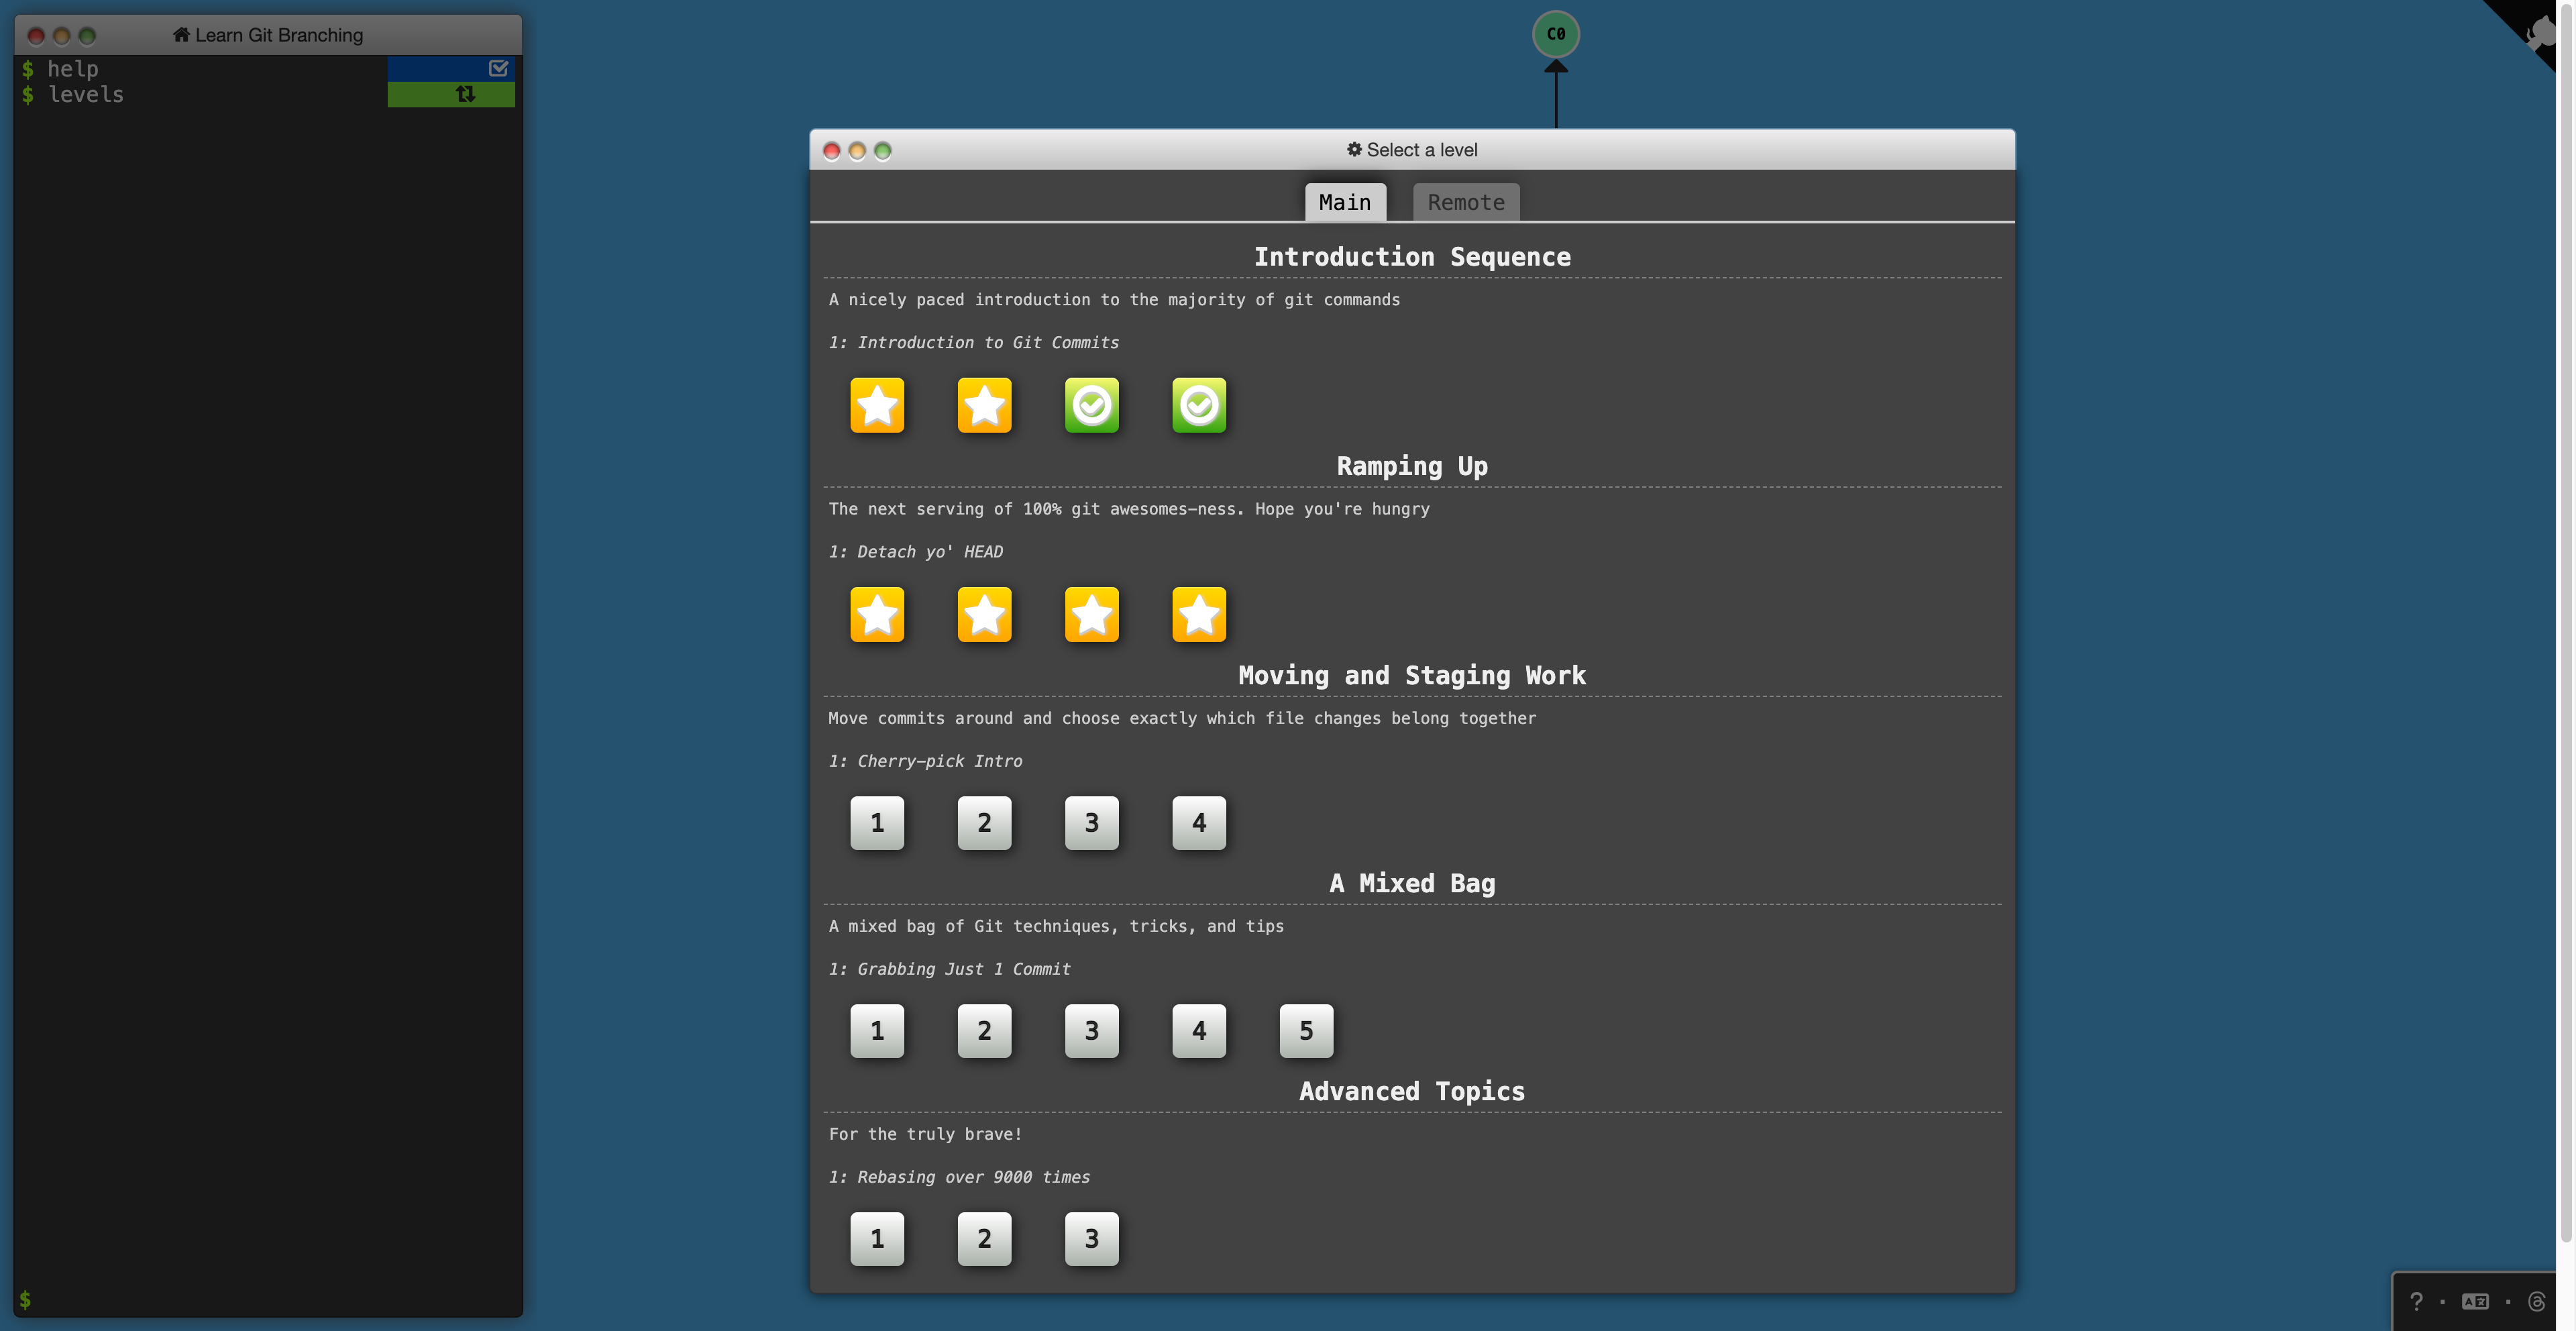 Learn Git Branching
$ help
$ levels
$
C0
Select a level
Main
Remote
Introduction Sequence
A nicely paced introduction to the majority of git commands
1: Introduction to Git Commits
Ramping Up
The next serving of 100% git awesomes-ness. Hope you're hungry
1: Detach yo' HEAD
Moving and Staging Work
Move commits around and choose exactly which file changes belong together
1: Cherry-pick Intro
1 2 3 4
A Mixed Bag
A mixed bag of Git techniques, tricks, and tips
1: Grabbing Just 1 Commit
1 2 3 4 5
Advanced Topics
For the truly brave!
1: Rebasing over 9000 times
1 2 3
? · ·